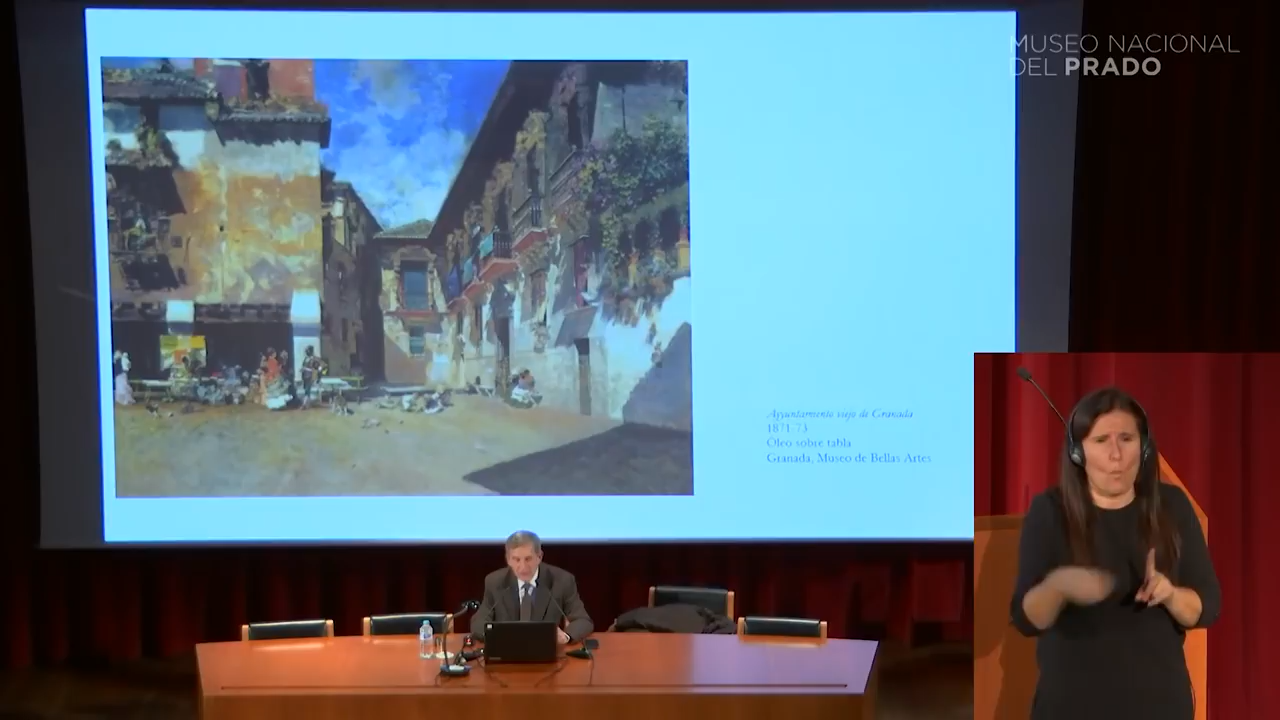 MUSEO NACIONAL
DEL PRADO
Ayuntamiento viejo de Granada
1871-73
Óleo sobre tabla
Granada, Museo de Bellas Artes